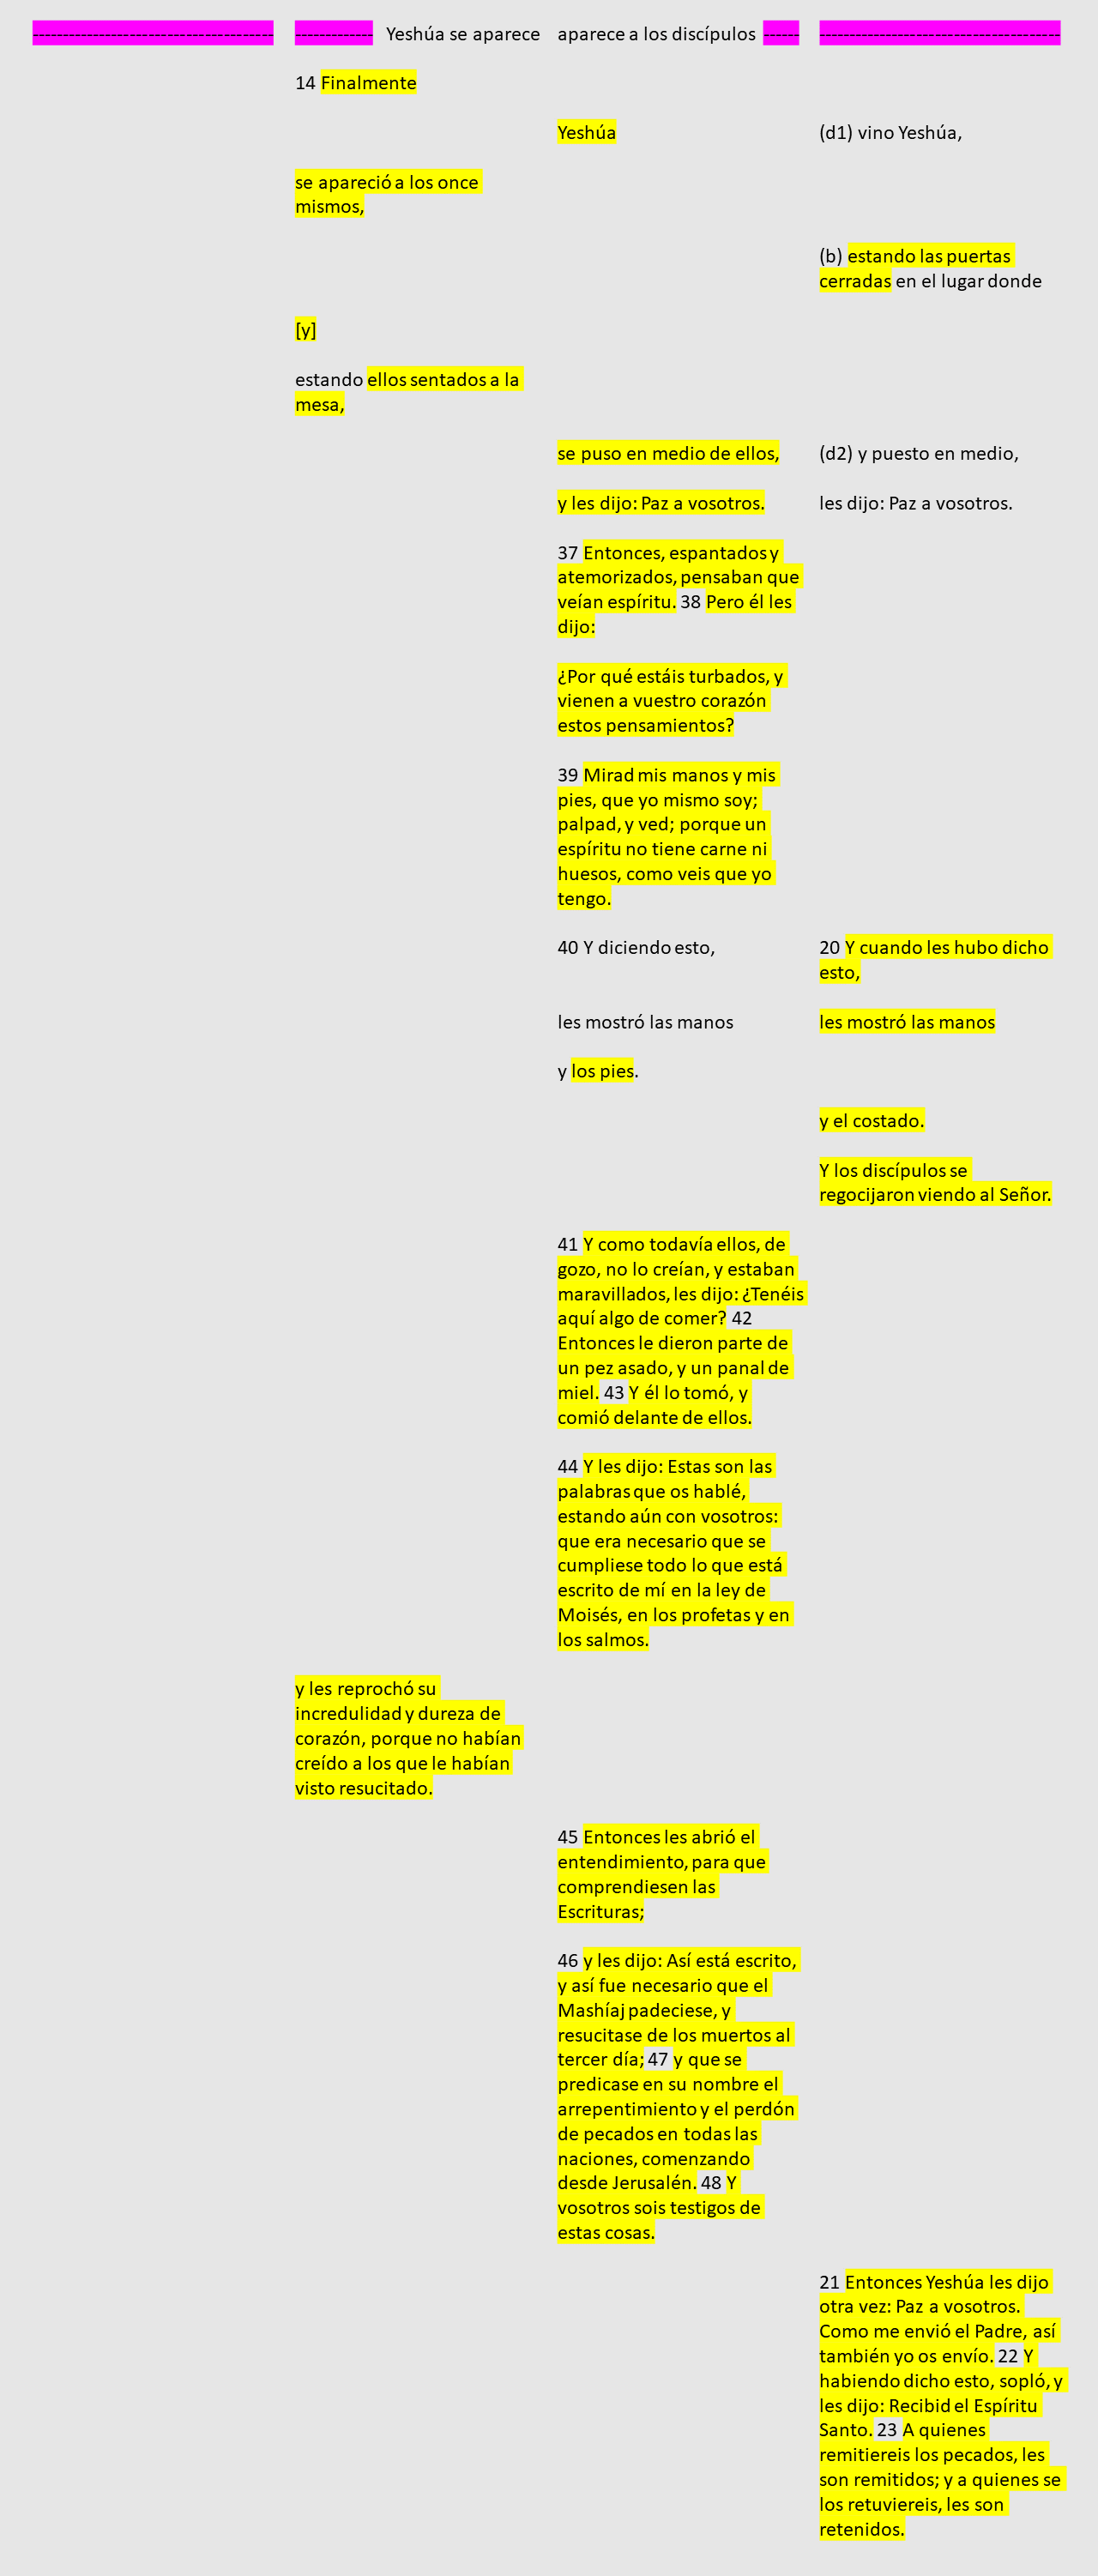 ------------------------------------- ------------- Yeshúa se aparece aparece a los discípulos ------ -------------------------------------
14 Finalmente
Yeshúa (d1) vino Yeshúa,
se apareció a los once
mismos,
(b) estando las puertas
cerradas en el lugar donde
[y]
estando ellos sentados a la
mesa,
se puso en medio de ellos, (d2) y puesto en medio,
y les dijo: Paz a vosotros. les dijo: Paz a vosotros.
37 Entonces, espantados y
atemorizados, pensaban que
veían espíritu. 38 Pero él les
dijo:
¿Por qué estáis turbados, y
vienen a vuestro corazón
estos pensamientos?
39 Mirad mis manos y mis
pies, que yo mismo soy;
palpad, y ved; porque un
espíritu no tiene carne ni
huesos, como veis que yo
tengo.
40 Y diciendo esto, 20 Y cuando les hubo dicho
esto,
les mostró las manos les mostró las manos
y los pies.
y el costado.
Y los discípulos se
regocijaron viendo al Señor.
41 Y como todavía ellos, de
gozo, no lo creían, y estaban
maravillados, les dijo: ¿Tenéis
aquí algo de comer? 42
Entonces le dieron parte de
un pez asado, y un panal de
miel. 43 Y él lo tomó, y
comió delante de ellos.
44 Y les dijo: Estas son las
palabras que os hablé,
estando aún con vosotros:
que era necesario que se
cumpliese todo lo que está
escrito de mí en la ley de
Moisés, en los profetas y en
los salmos.
y les reprochó su
incredulidad y dureza de
corazón, porque no habían
creído a los que le habían
visto resucitado.
45 Entonces les abrió el
entendimiento, para que
comprendiesen las
Escrituras;
46 y les dijo: Así está escrito,
y así fue necesario que el
Mashíaj padeciese, y
resucitase de los muertos al
tercer día; 47 y que se
predicase en su nombre el
arrepentimiento y el perdón
de pecados en todas las
naciones, comenzando
desde Jerusalén. 48 Y
vosotros sois testigos de
estas cosas.
21 Entonces Yeshúa les dijo
otra vez: Paz a vosotros.
Como me envió el Padre, así
también yo os envío. 22 Y
habiendo dicho esto, sopló, y
les dijo: Recibid el Espíritu
Santo. 23 A quienes
remitiereis los pecados, les
son remitidos; y a quienes se
los retuviereis, les son
retenidos.